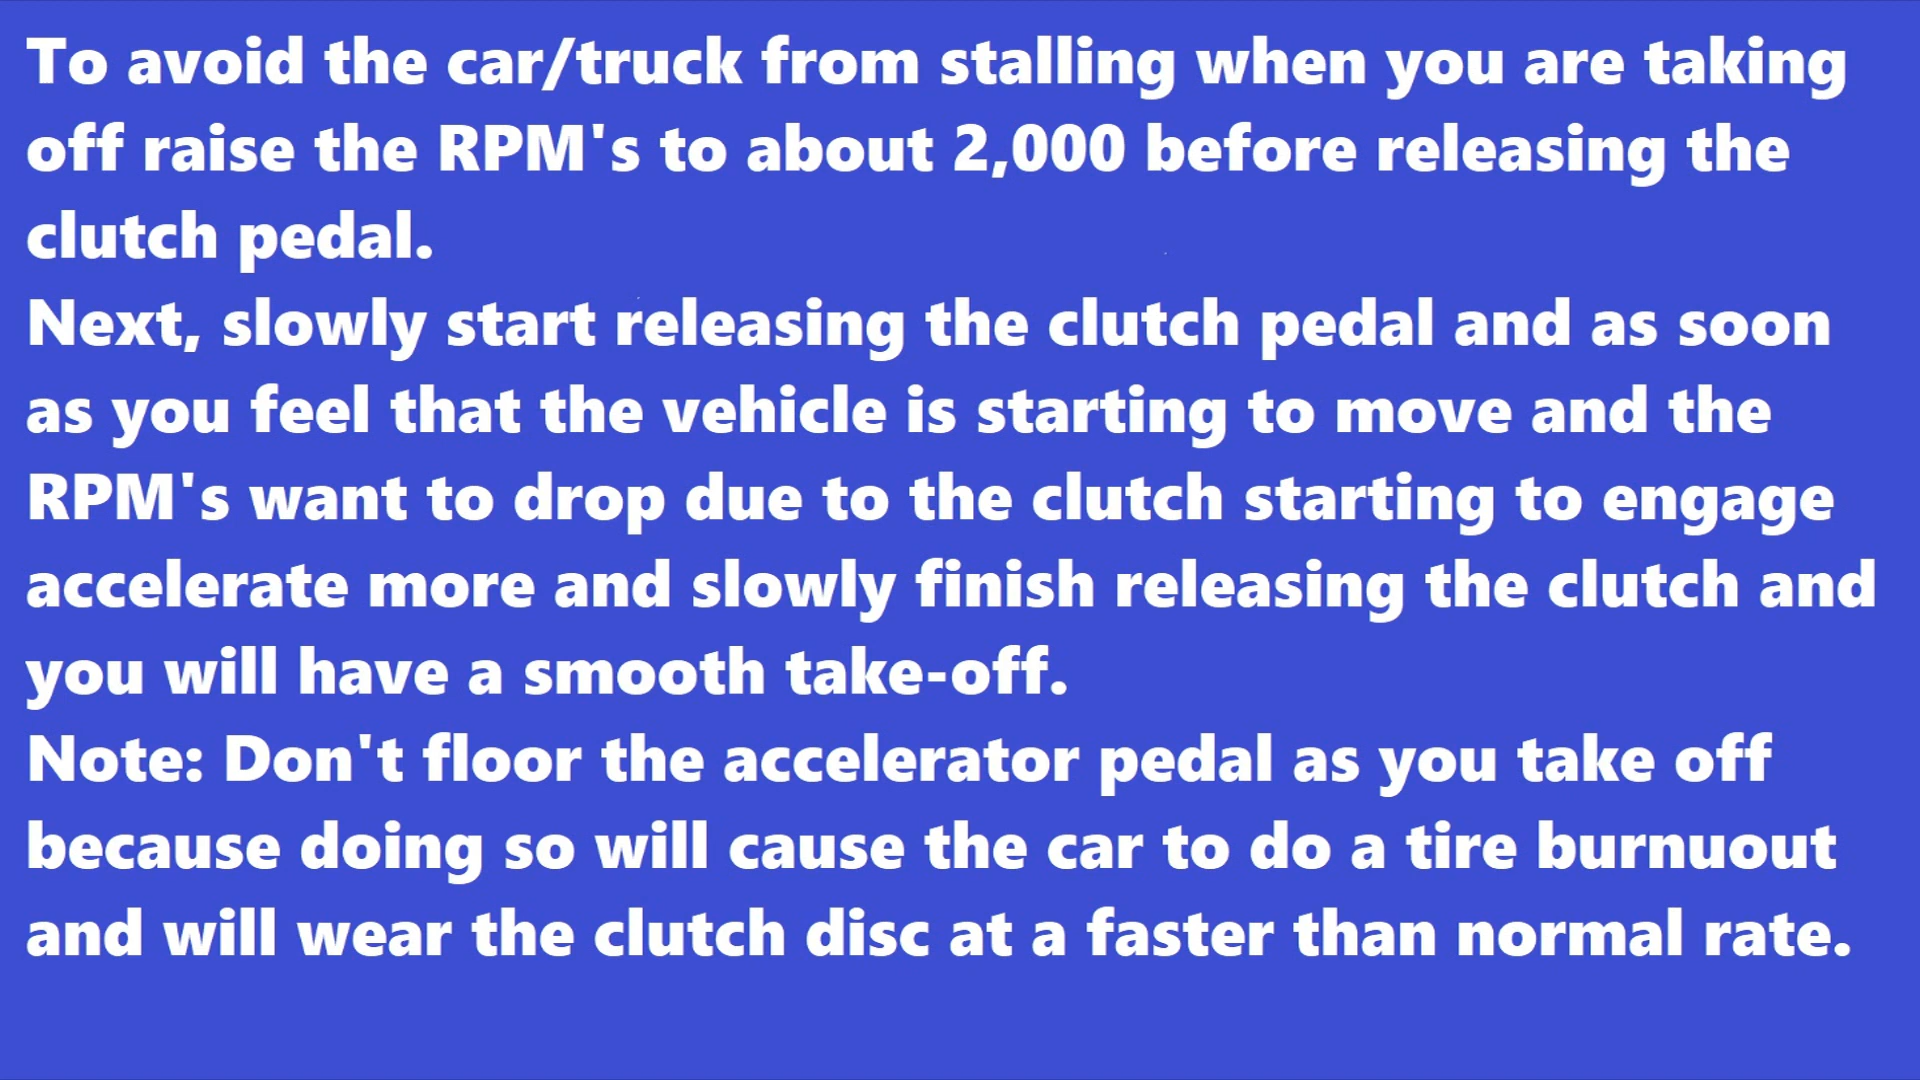 To avoid the car/truck from stalling when you are taking
off raise the RPM's to about 2,000 before releasing the
clutch pedal.
Next, slowly start releasing the clutch pedal and as soon
as you feel that the vehicle is starting to move and the
RPM's want to drop due to the clutch starting to engage
accelerate more and slowly finish releasing the clutch and
you will have a smooth take-off.
Note: Don't floor the accelerator pedal as you take off
because doing so will cause the car to do a tire burnuout
and will wear the clutch disc at a faster than normal rate.